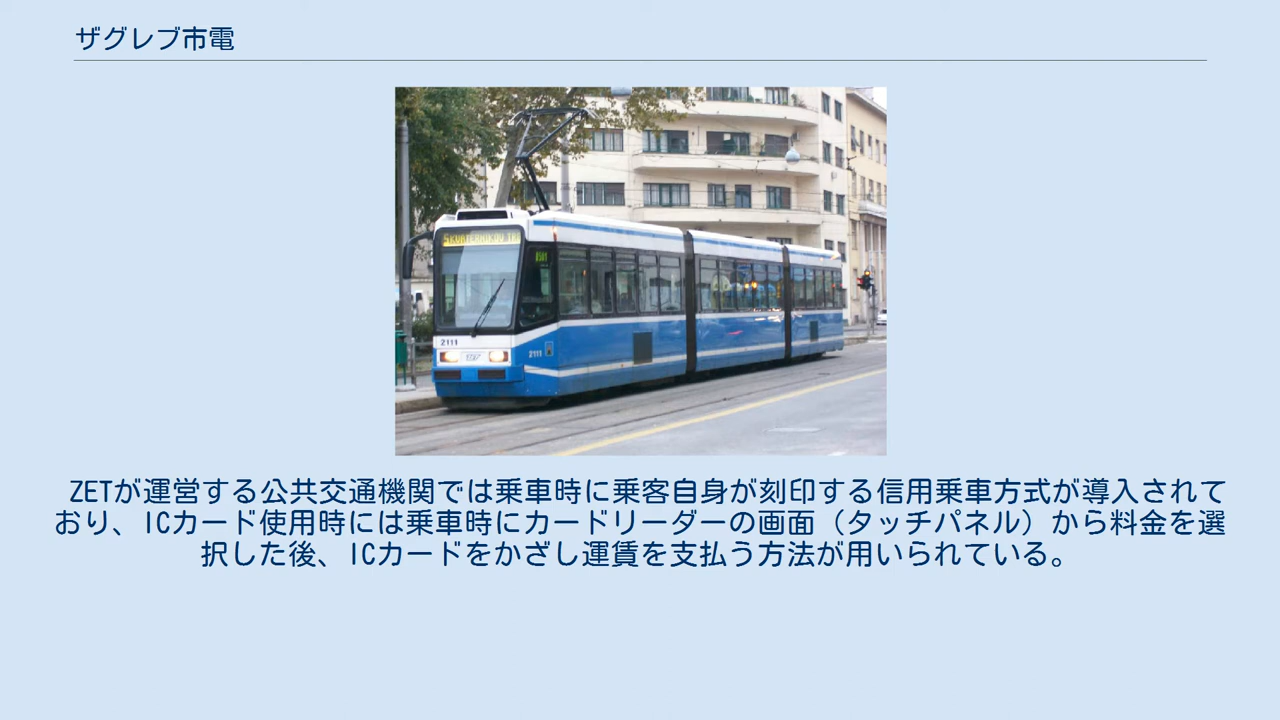 ザグレブ市電
2111
2111
ZETが運営する公共交通機関では乗車時に乗客自身が刻印する信用乗車方式が導入されて
おり、ICカード使用時には乗車時にカードリーダーの画面（タッチパネル）から料金を選
択した後、ICカードをかざし運賃を支払う方法が用いられている。